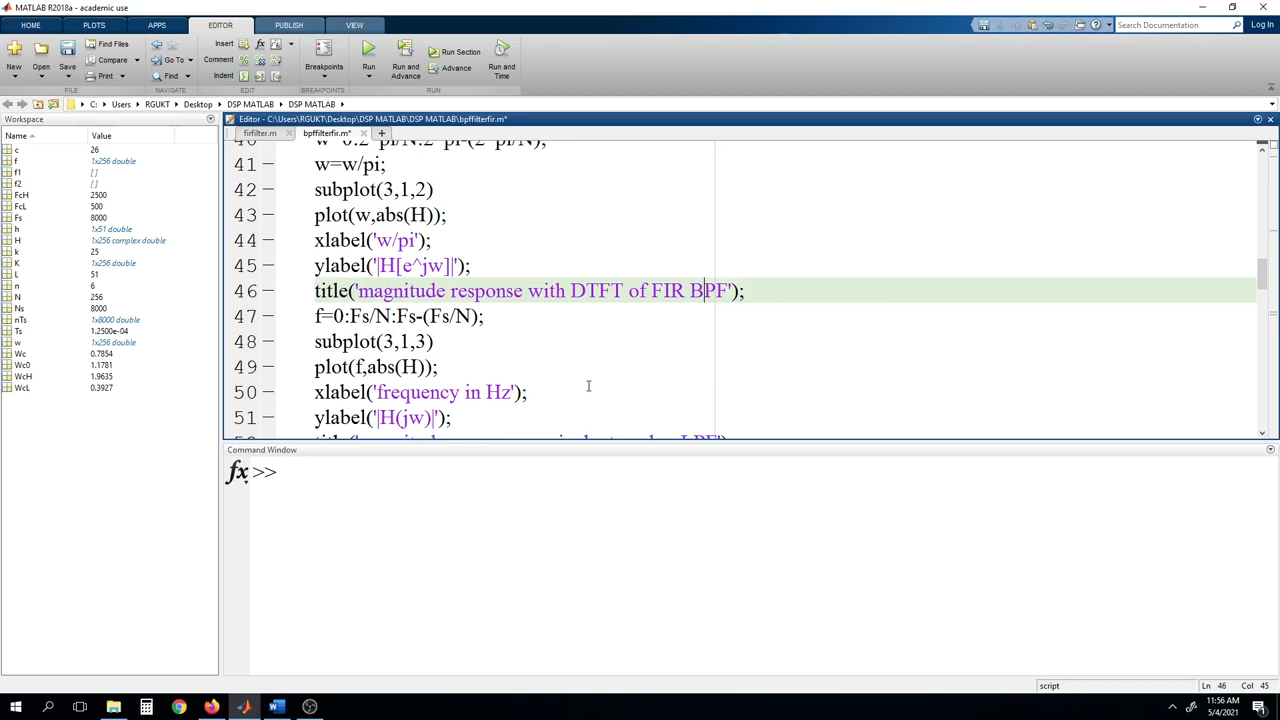 MATLAB R2018a - academic use
HOME PLOTS APPS EDITOR PUBLISH VIEW Search Documentation Log In
New Open Save Find Files Compare Print Go To Find Insert Comment Indent fx Breakpoints Run Run and Advance Run Section Advance Run and Time
FILE NAVIGATE EDIT BREAKPOINTS RUN
C: Users RGUKT Desktop DSP MATLAB DSP MATLAB
Workspace
Name Value
c 26
f 1x256 double
f1 []
f2 []
FcH 2500
FcL 500
Fs 8000
h 1x51 double
H 1x256 complex double
k 25
K 1x256 double
L 51
n 6
N 256
Ns 8000
nTs 1x8000 double
Ts 1.2500e-04
w 1x256 double
Wc 0.7854
Wc0 1.1781
WcH 1.9635
WcL 0.3927
Editor - C:\Users\RGUKT\Desktop\DSP MATLAB\DSP MATLAB\bpffilterfir.m*
firfilter.m bpffilterfir.m*
41 w=w/pi;
42 subplot(3,1,2)
43 plot(w,abs(H));
44 xlabel('w/pi');
45 ylabel('|H[e^jw]|');
46 title('magnitude response with DTFT of FIR BPF');
47 f=0:Fs/N:Fs-(Fs/N);
48 subplot(3,1,3)
49 plot(f,abs(H));
50 xlabel('frequency in Hz');
51 ylabel('|H(jw)|');
Command Window
fx >>
script Ln 46 Col 45
11:56 AM
5/4/2021